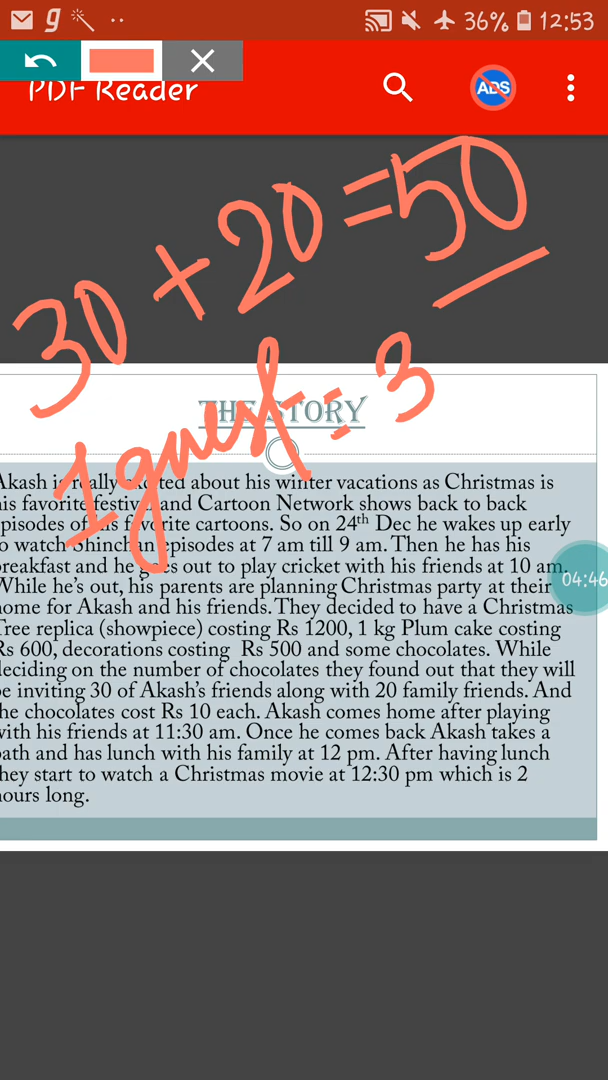 g
36% 12:53
PDF Reader
ADS
30 + 20 = 50
1 guest = 3
THE STORY
Akash is really excited about his winter vacations as Christmas is
his favorite festival and Cartoon Network shows back to back
episodes of his favorite cartoons. So on 24th Dec he wakes up early
to watch Shinchan episodes at 7 am till 9 am. Then he has his
breakfast and he goes out to play cricket with his friends at 10 am.
While he's out, his parents are planning Christmas party at their
home for Akash and his friends. They decided to have a Christmas
Tree replica (showpiece) costing Rs 1200, 1 kg Plum cake costing
Rs 600, decorations costing Rs 500 and some chocolates. While
deciding on the number of chocolates they found out that they will
be inviting 30 of Akash's friends along with 20 family friends. And
the chocolates cost Rs 10 each. Akash comes home after playing
with his friends at 11:30 am. Once he comes back Akash takes a
bath and has lunch with his family at 12 pm. After having lunch
they start to watch a Christmas movie at 12:30 pm which is 2
hours long.
04:46